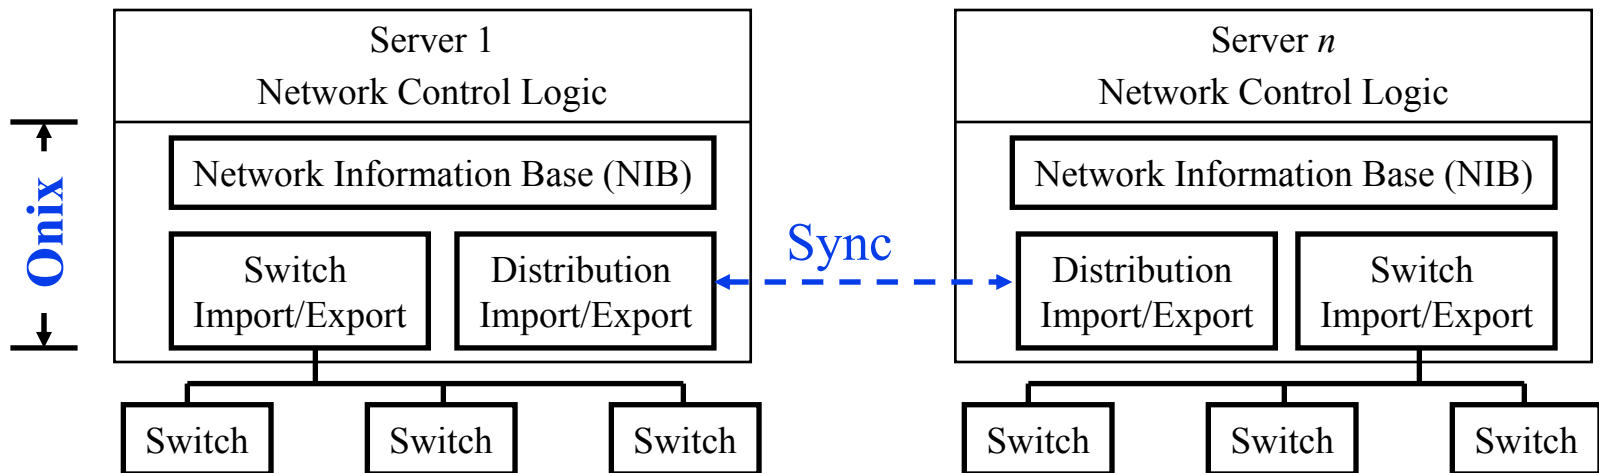 Server 1
Network Control Logic
Network Information Base (NIB)
Switch
Import/Export
Distribution
Import/Export
Switch
Switch
Switch
Onix
Sync
Server n
Network Control Logic
Network Information Base (NIB)
Distribution
Import/Export
Switch
Import/Export
Switch
Switch
Switch